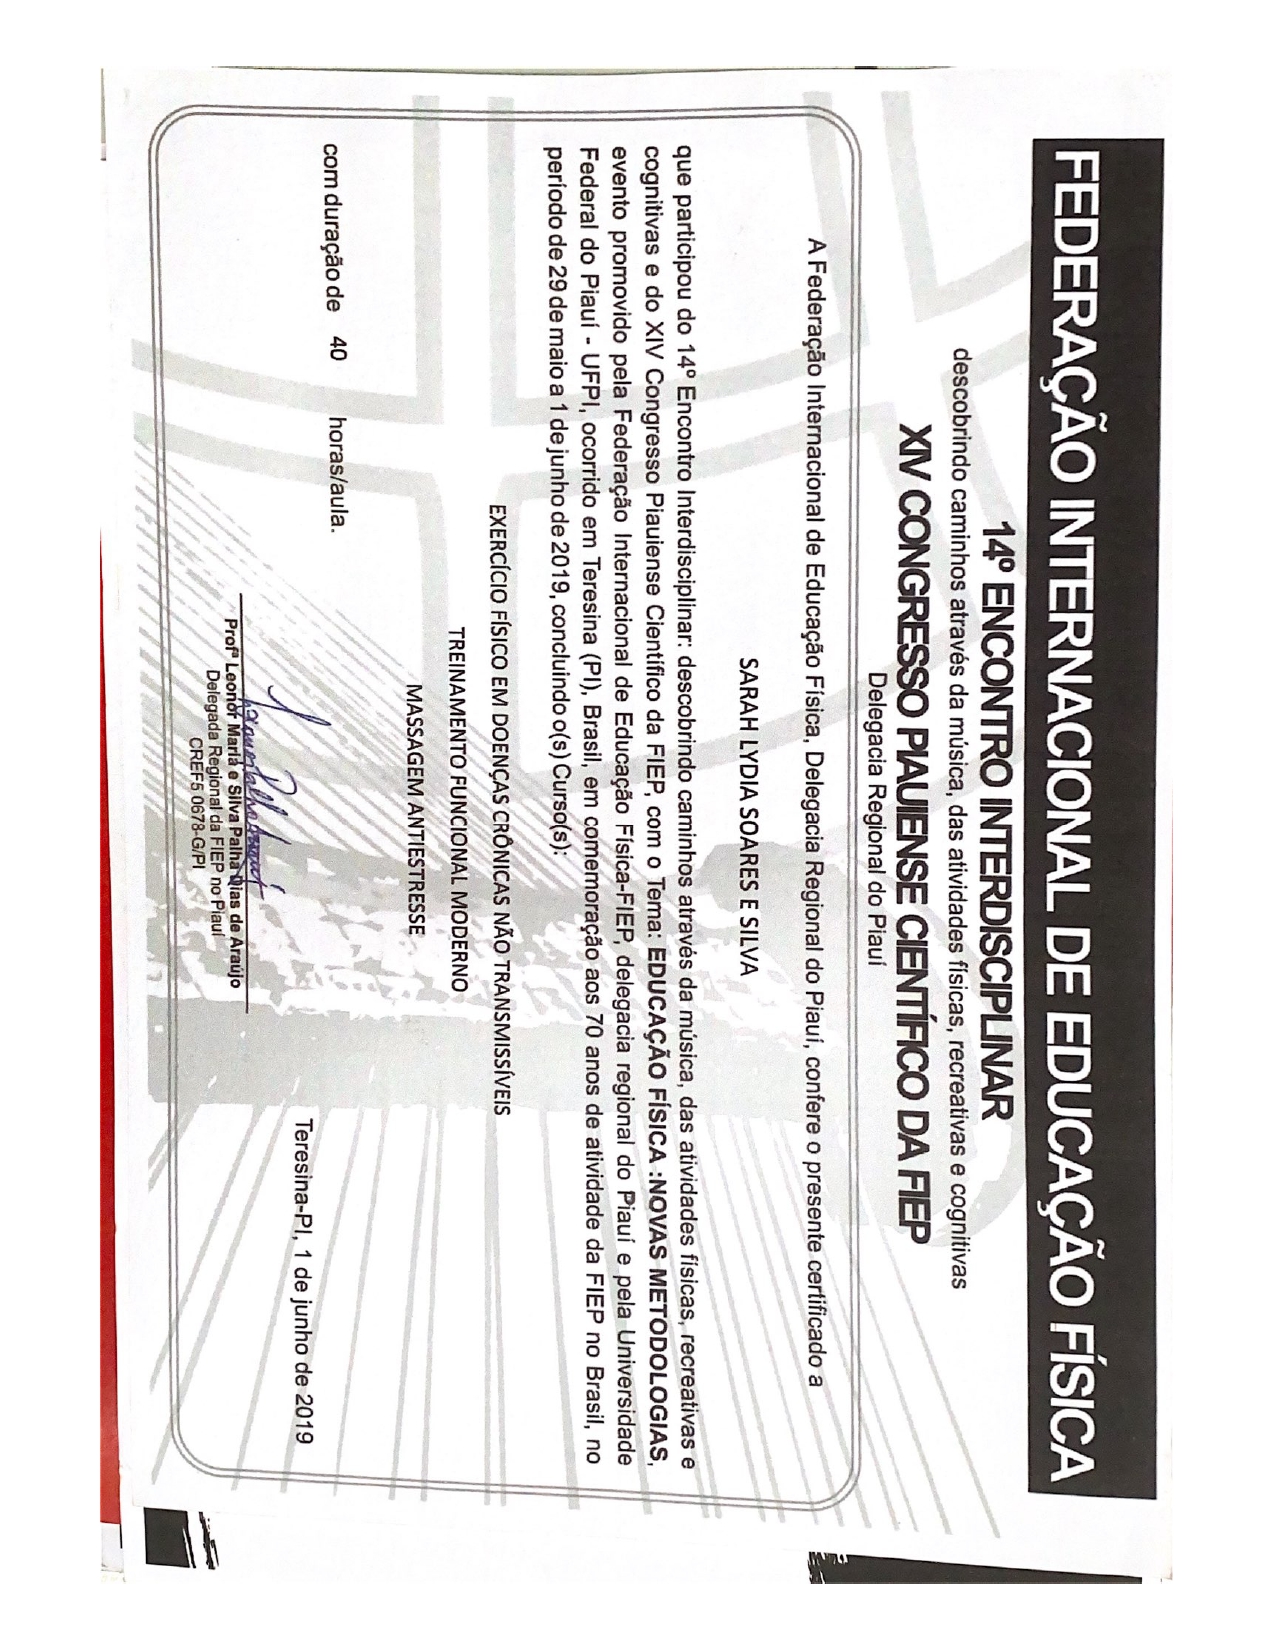 FEDERAÇÃO INTERNACIONAL DE EDUCAÇÃO FÍSICA
14º ENCONTRO INTERDISCIPLINAR
descobrindo caminhos através da música, das atividades físicas, recreativas e cognitivas
XIV CONGRESSO PIAUIENSE CIENTÍFICO DA FIEP
Delegacia Regional do Piauí
A Federação Internacional de Educação Física, Delegacia Regional do Piauí, confere o presente certificado a
SARAH LYDIA SOARES E SILVA
que participou do 14º Encontro Interdisciplinar: descobrindo caminhos através da música, das atividades físicas, recreativas e
cognitivas e do XIV Congresso Piauiense Científico da FIEP, com o Tema: EDUCAÇÃO FÍSICA :NOVAS METODOLOGIAS,
evento promovido pela Federação Internacional de Educação Física-FIEP, delegacia regional do Piauí e pela Universidade
Federal do Piauí - UFPI, ocorrido em Teresina (PI), Brasil, em comemoração aos 70 anos de atividade da FIEP no Brasil, no
período de 29 de maio a 1 de junho de 2019, concluindo o(s) Curso(s):
EXERCÍCIO FÍSICO EM DOENÇAS CRÔNICAS NÃO TRANSMISSÍVEIS
TREINAMENTO FUNCIONAL MODERNO
MASSAGEM ANTIESTRESSE
com duração de 40 horas/aula.
Teresina-PI, 1 de junho de 2019
Profª Leonor Maria e Silva Palha Dias de Araújo
Delegada Regional da FIEP no Piauí
CREF5 0678-G/PI